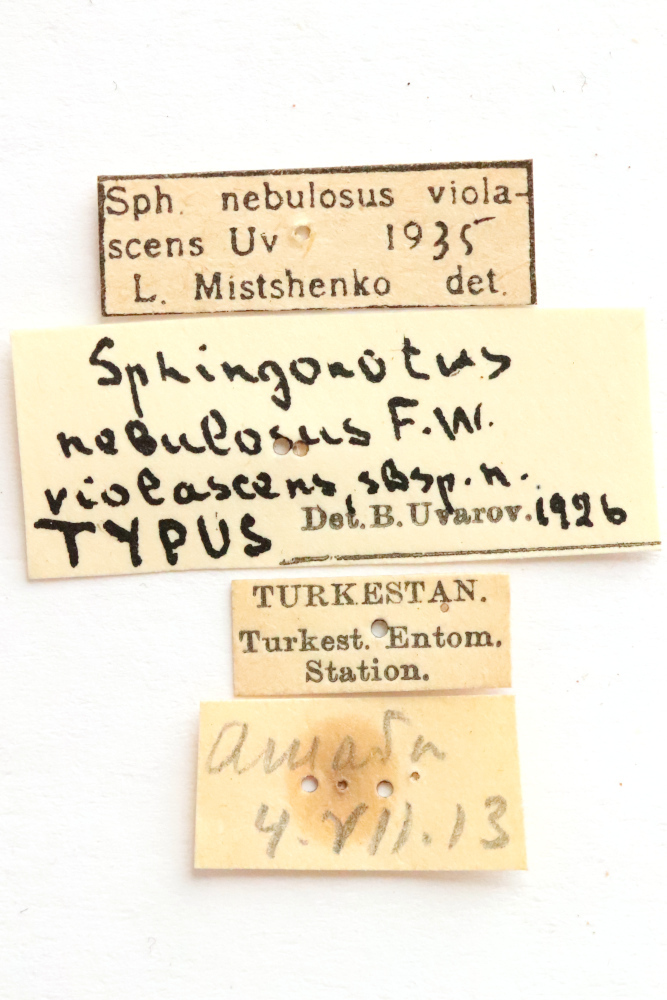 Sph. nebulosus viola-
scens Uv 1935
L. Mistshenko det.
Sphingonotus
nebulosus F.W.
violascens, sbsp. n.
TYPUS Det. B. Uvarov. 1926
TURKESTAN.
Turkest. Entom.
Station.
4.VII.13